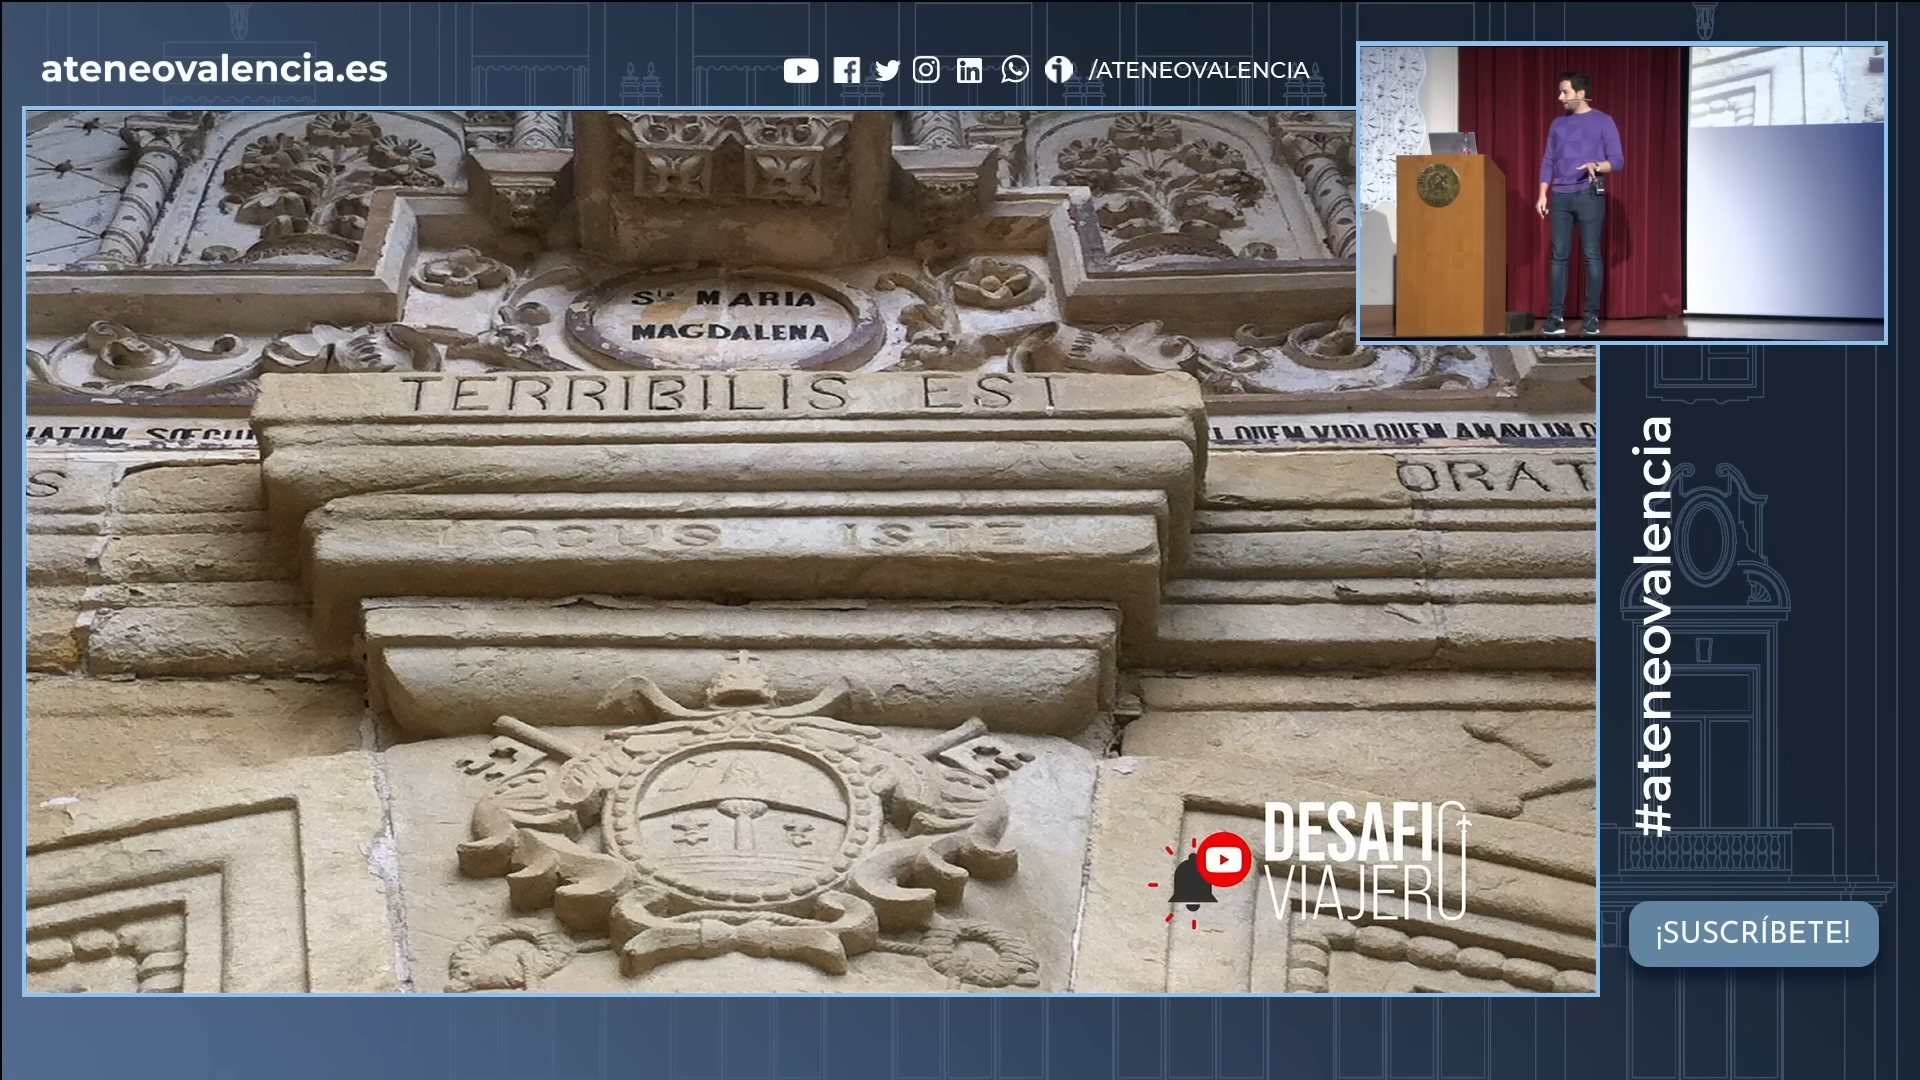 ateneovalencia.es
/ATENEOVALENCIA
Sta MARIA
MAGDALENA
TERRIBILIS EST
ORAT
LOCUS ISTE
#ateneovalencia
DESAFIO
VIAJERO
¡SUSCRÍBETE!